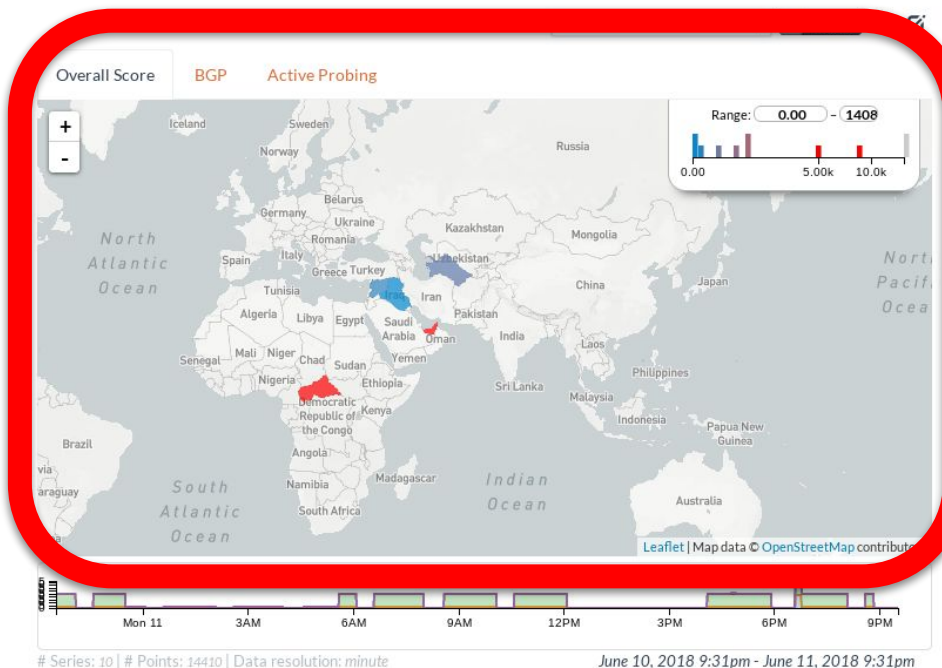 Overall Score BGP Active Probing
+
-
Range: 0.00 – 1408
0.00 5.00k 10.0k
Iceland
Sweden
Norway
Russia
Belarus
Germany
Ukraine
Romania
Kazakhstan
Mongolia
North
Atlantic
Ocean
Spain
Italy
Greece Turkey
Uzbekistan
China
Japan
Tunisia
Iraq
Iran
Pakistan
Algeria
Libya
Egypt
Saudi
Arabia
Oman
India
Laos
Senegal
Mali
Niger
Chad
Sudan
Yemen
Philippines
Nigeria
Ethiopia
Sri Lanka
Malaysia
Democratic
Republic of
the Congo
Kenya
Indonesia
Papua New
Guinea
Brazil
Angola
via
araguay
South
Atlantic
Ocean
Namibia
Madagascar
Indian
Ocean
South Africa
Australia
Nort
Pacifi
Ocea
Leaflet | Map data © OpenStreetMap contribut
Mon 11 3AM 6AM 9AM 12PM 3PM 6PM 9PM
# Series: 10 | # Points: 14410 | Data resolution: minute
June 10, 2018 9:31pm - June 11, 2018 9:31pm